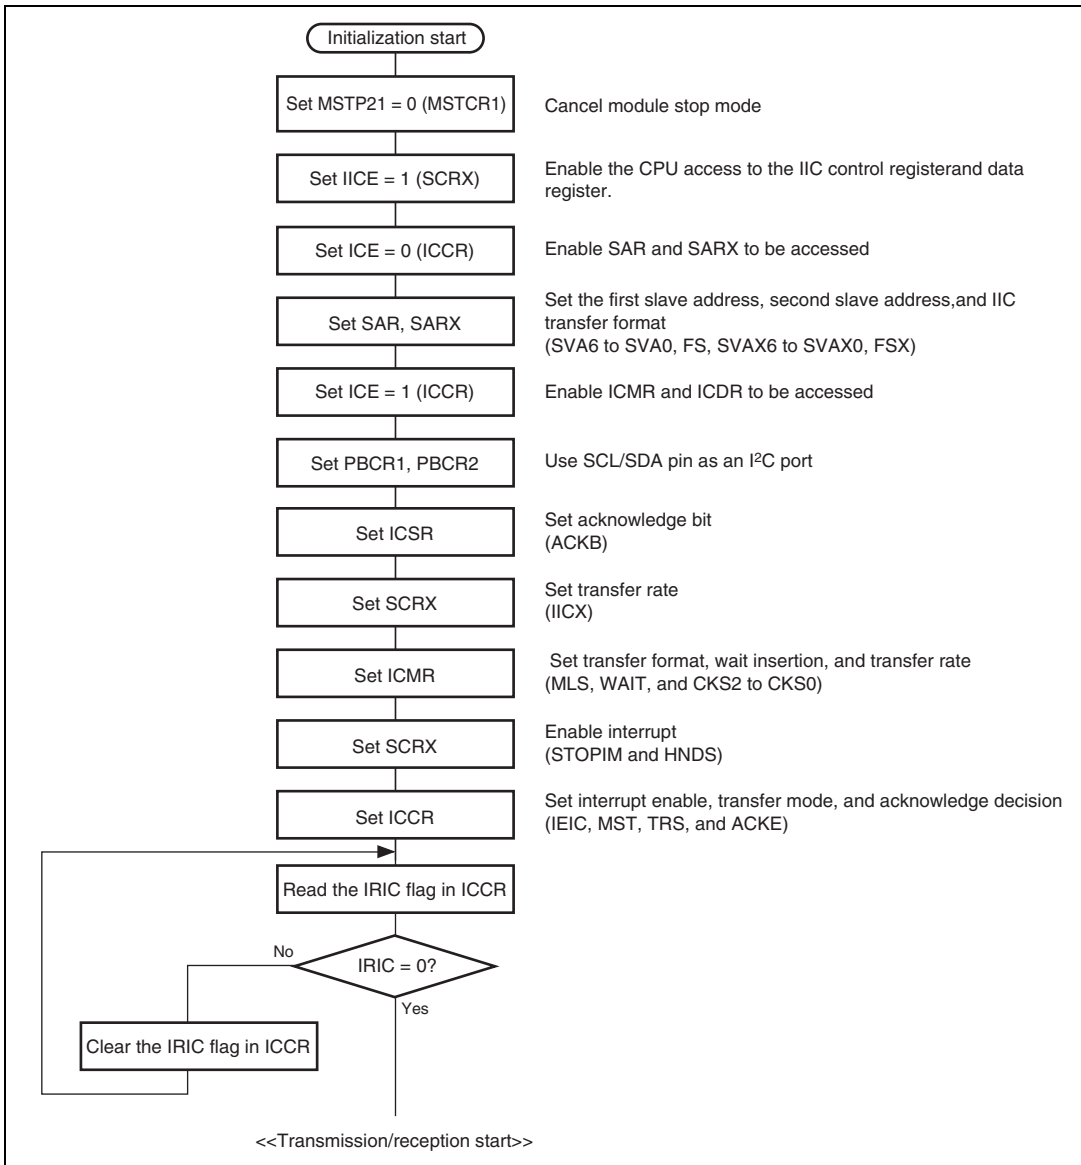 Initialization start
Set MSTP21 = 0 (MSTCR1)
Cancel module stop mode
Set IICE = 1 (SCRX)
Enable the CPU access to the IIC control registerand data
register.
Set ICE = 0 (ICCR)
Enable SAR and SARX to be accessed
Set SAR, SARX
Set the first slave address, second slave address,and IIC
transfer format
(SVA6 to SVA0, FS, SVAX6 to SVAX0, FSX)
Set ICE = 1 (ICCR)
Enable ICMR and ICDR to be accessed
Set PBCR1, PBCR2
Use SCL/SDA pin as an I²C port
Set ICSR
Set acknowledge bit
(ACKB)
Set SCRX
Set transfer rate
(IICX)
Set ICMR
Set transfer format, wait insertion, and transfer rate
(MLS, WAIT, and CKS2 to CKS0)
Set SCRX
Enable interrupt
(STOPIM and HNDS)
Set ICCR
Set interrupt enable, transfer mode, and acknowledge decision
(IEIC, MST, TRS, and ACKE)
Read the IRIC flag in ICCR
No
IRIC = 0?
Yes
Clear the IRIC flag in ICCR
<<Transmission/reception start>>